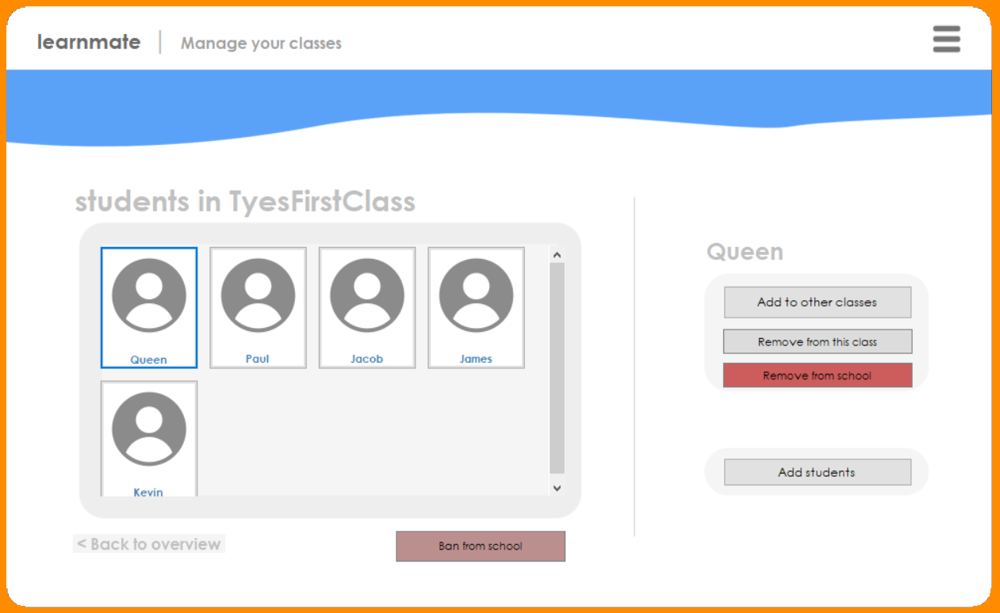 learnmate
Manage your classes
students in TyesFirstClass
Queen
Paul
Jacob
James
Kevin
< Back to overview
Ban from school
Queen
Add to other classes
Remove from this class
Remove from school
Add students